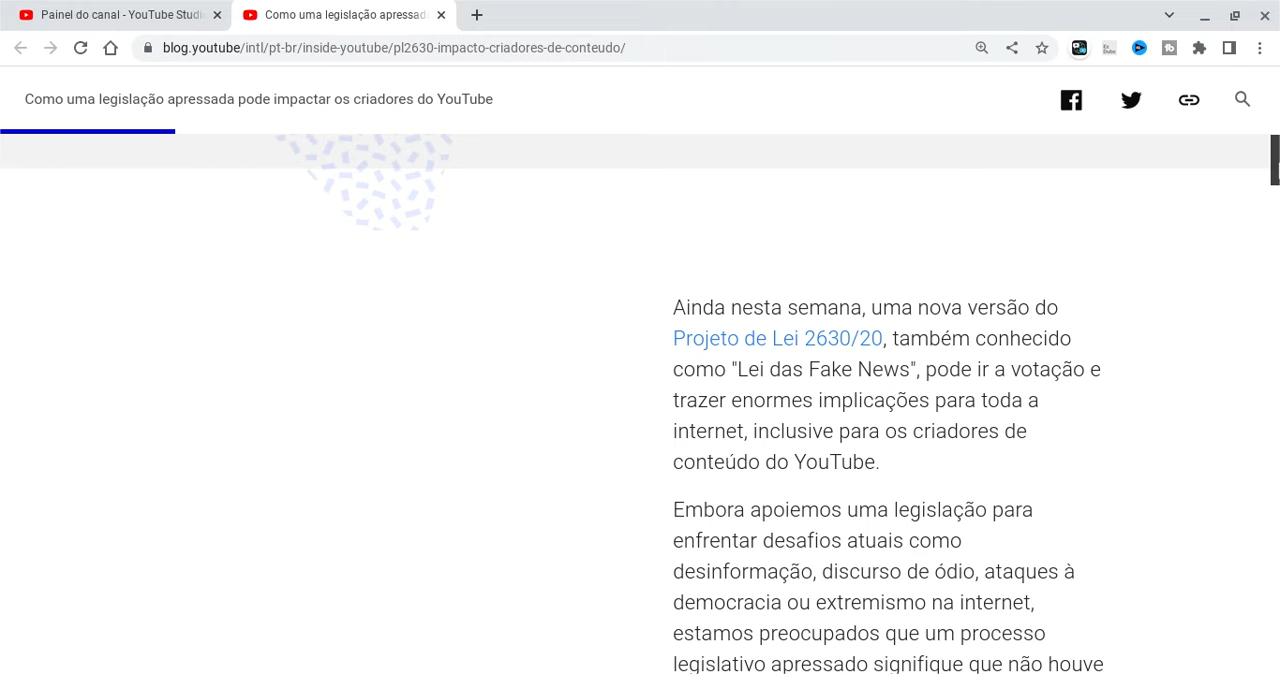 Painel do canal - YouTube Studi
Como uma legislação apressad
blog.youtube/intl/pt-br/inside-youtube/pl2630-impacto-criadores-de-conteudo/
Como uma legislação apressada pode impactar os criadores do YouTube
Ainda nesta semana, uma nova versão do
Projeto de Lei 2630/20, também conhecido
como "Lei das Fake News", pode ir a votação e
trazer enormes implicações para toda a
internet, inclusive para os criadores de
conteúdo do YouTube.
Embora apoiemos uma legislação para
enfrentar desafios atuais como
desinformação, discurso de ódio, ataques à
democracia ou extremismo na internet,
estamos preocupados que um processo
legislativo apressado signifique que não houve